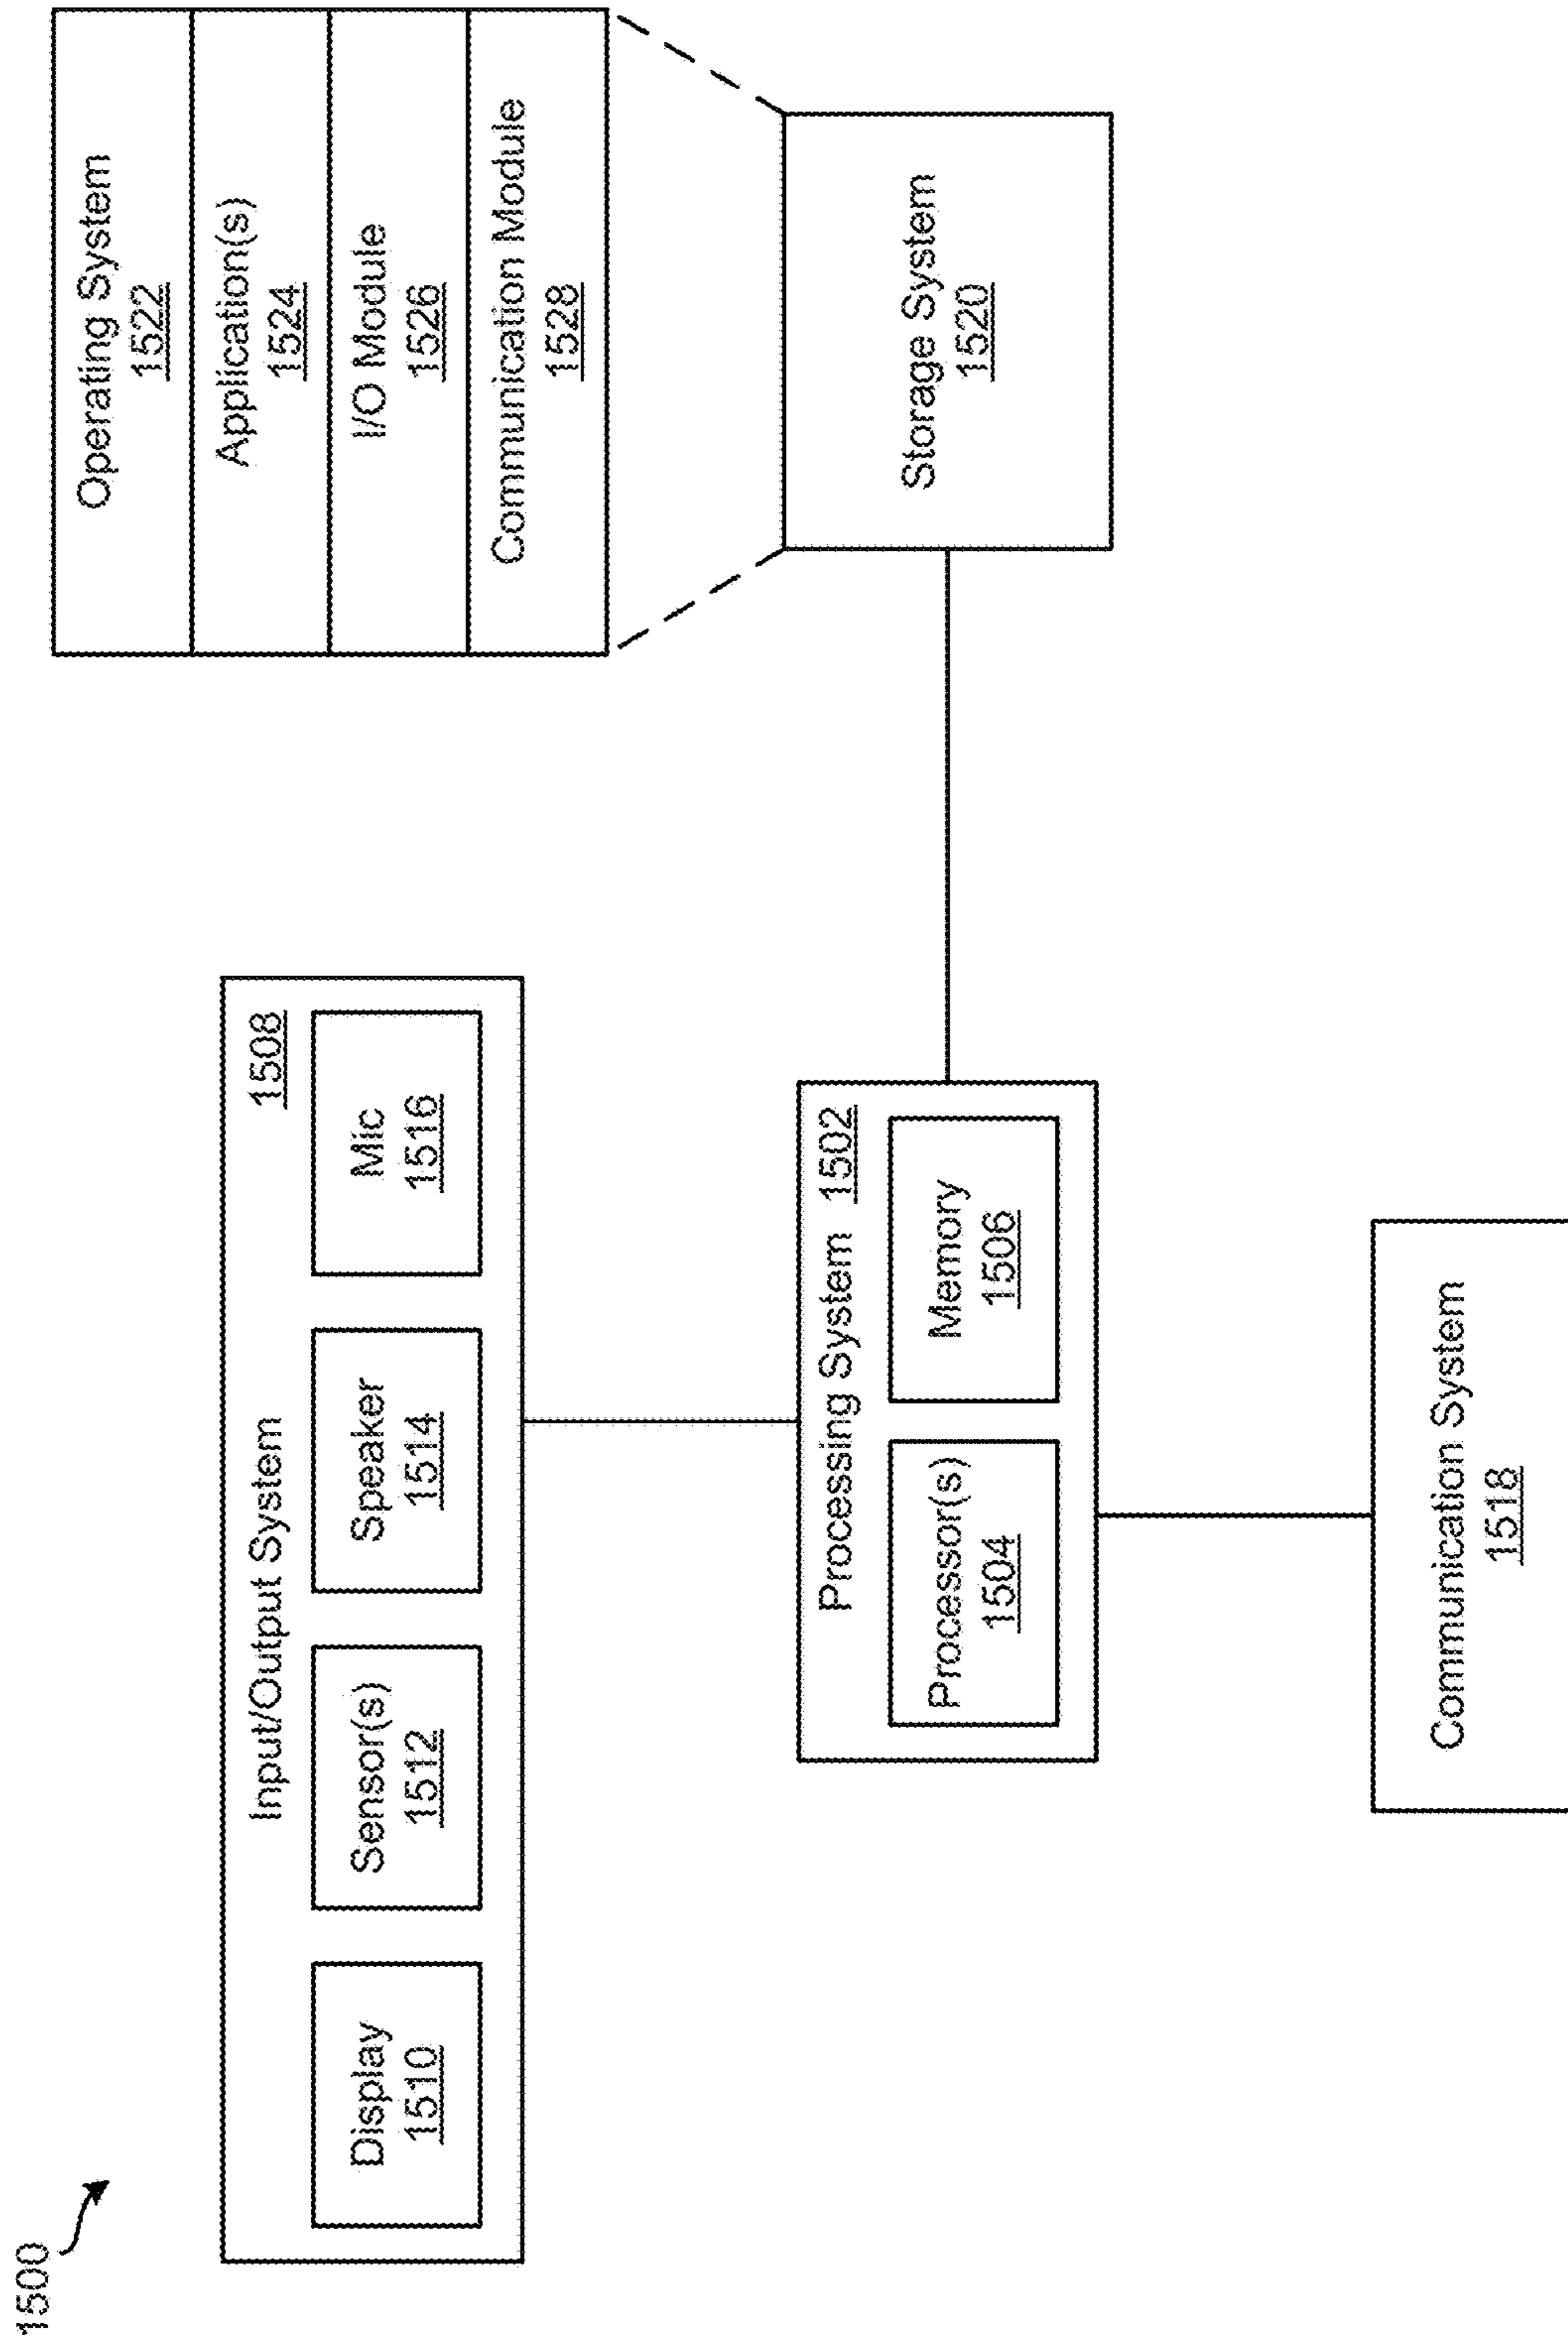 1500
Input/Output System
1508
Display
1510
Sensor(s)
1512
Speaker
1514
Mic
1516
Processing System 1502
Processor(s)
1504
Memory
1506
Communication System
1518
Operating System
1522
Application(s)
1524
I/O Module
1526
Communication Module
1528
Storage System
1520